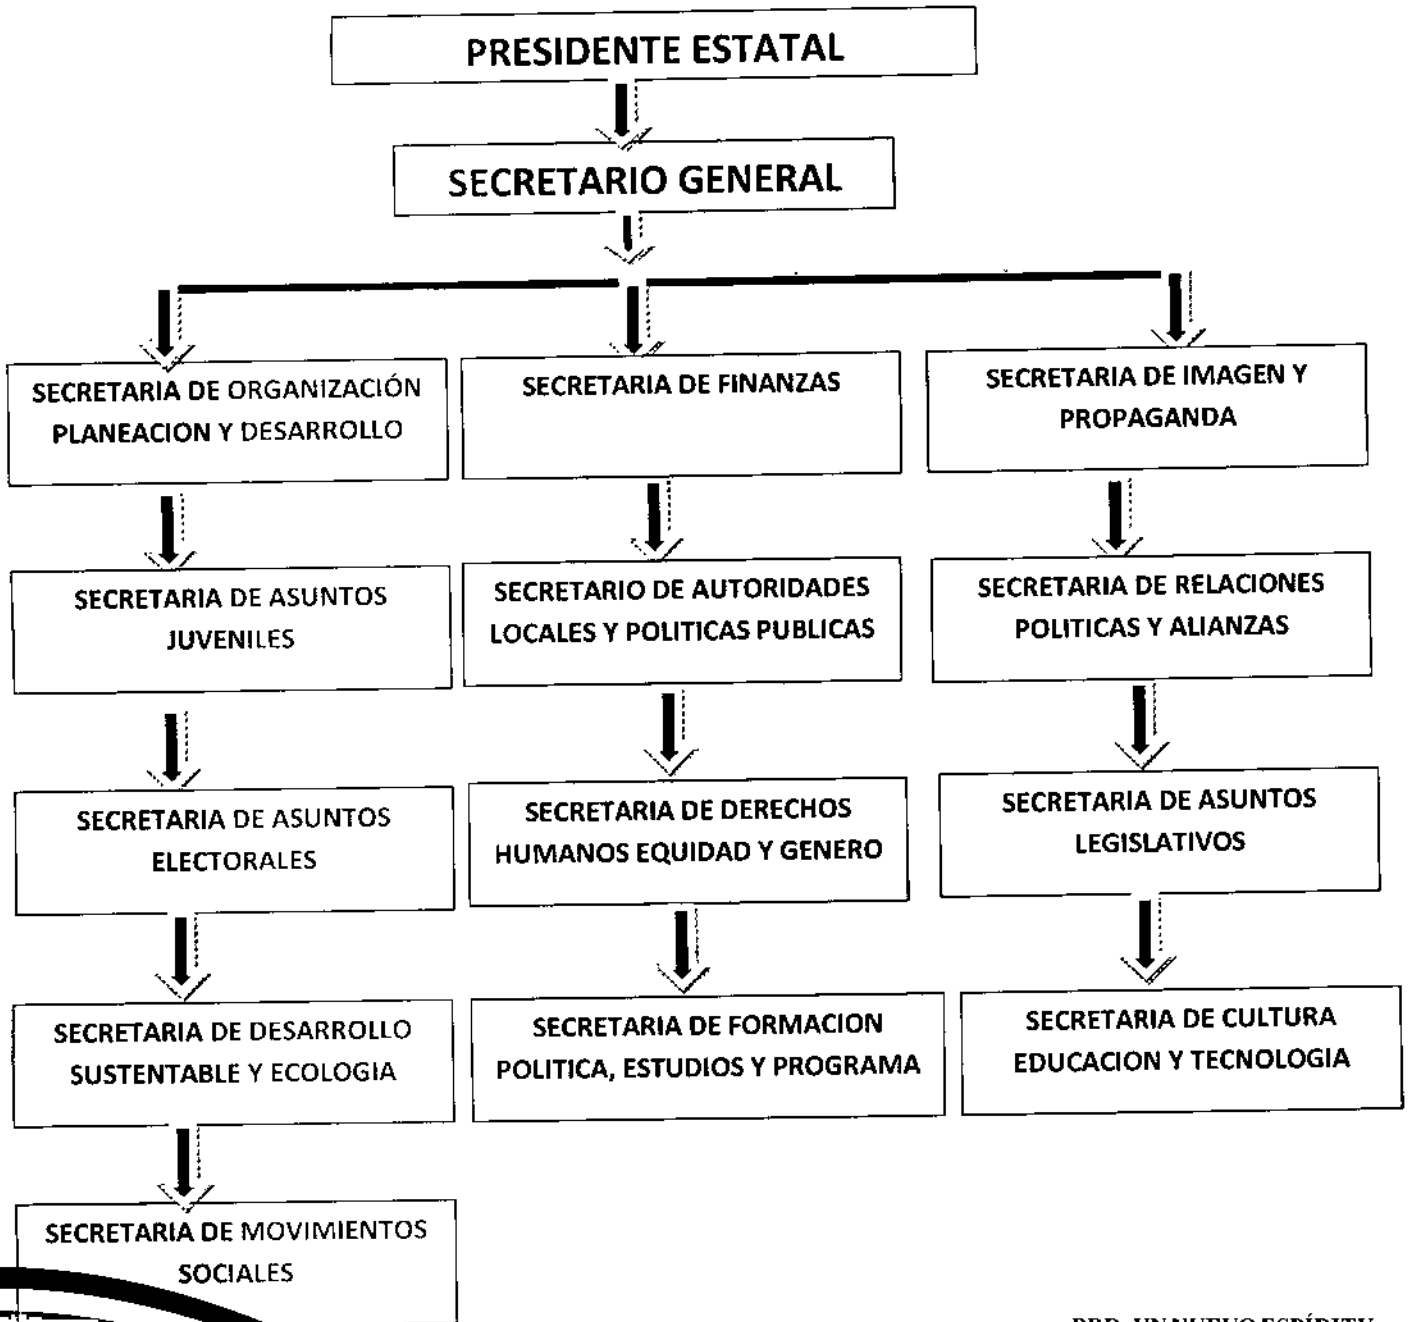 PRESIDENTE ESTATAL
SECRETARIO GENERAL
SECRETARIA DE ORGANIZACIÓN
PLANEACION Y DESARROLLO
SECRETARIA DE FINANZAS
SECRETARIA DE IMAGEN Y
PROPAGANDA
SECRETARIA DE ASUNTOS
JUVENILES
SECRETARIO DE AUTORIDADES
LOCALES Y POLITICAS PUBLICAS
SECRETARIA DE RELACIONES
POLITICAS Y ALIANZAS
SECRETARIA DE ASUNTOS
ELECTORALES
SECRETARIA DE DERECHOS
HUMANOS EQUIDAD Y GENERO
SECRETARIA DE ASUNTOS
LEGISLATIVOS
SECRETARIA DE DESARROLLO
SUSTENTABLE Y ECOLOGIA
SECRETARIA DE FORMACION
POLITICA, ESTUDIOS Y PROGRAMA
SECRETARIA DE CULTURA
EDUCACION Y TECNOLOGIA
SECRETARIA DE MOVIMIENTOS
SOCIALES